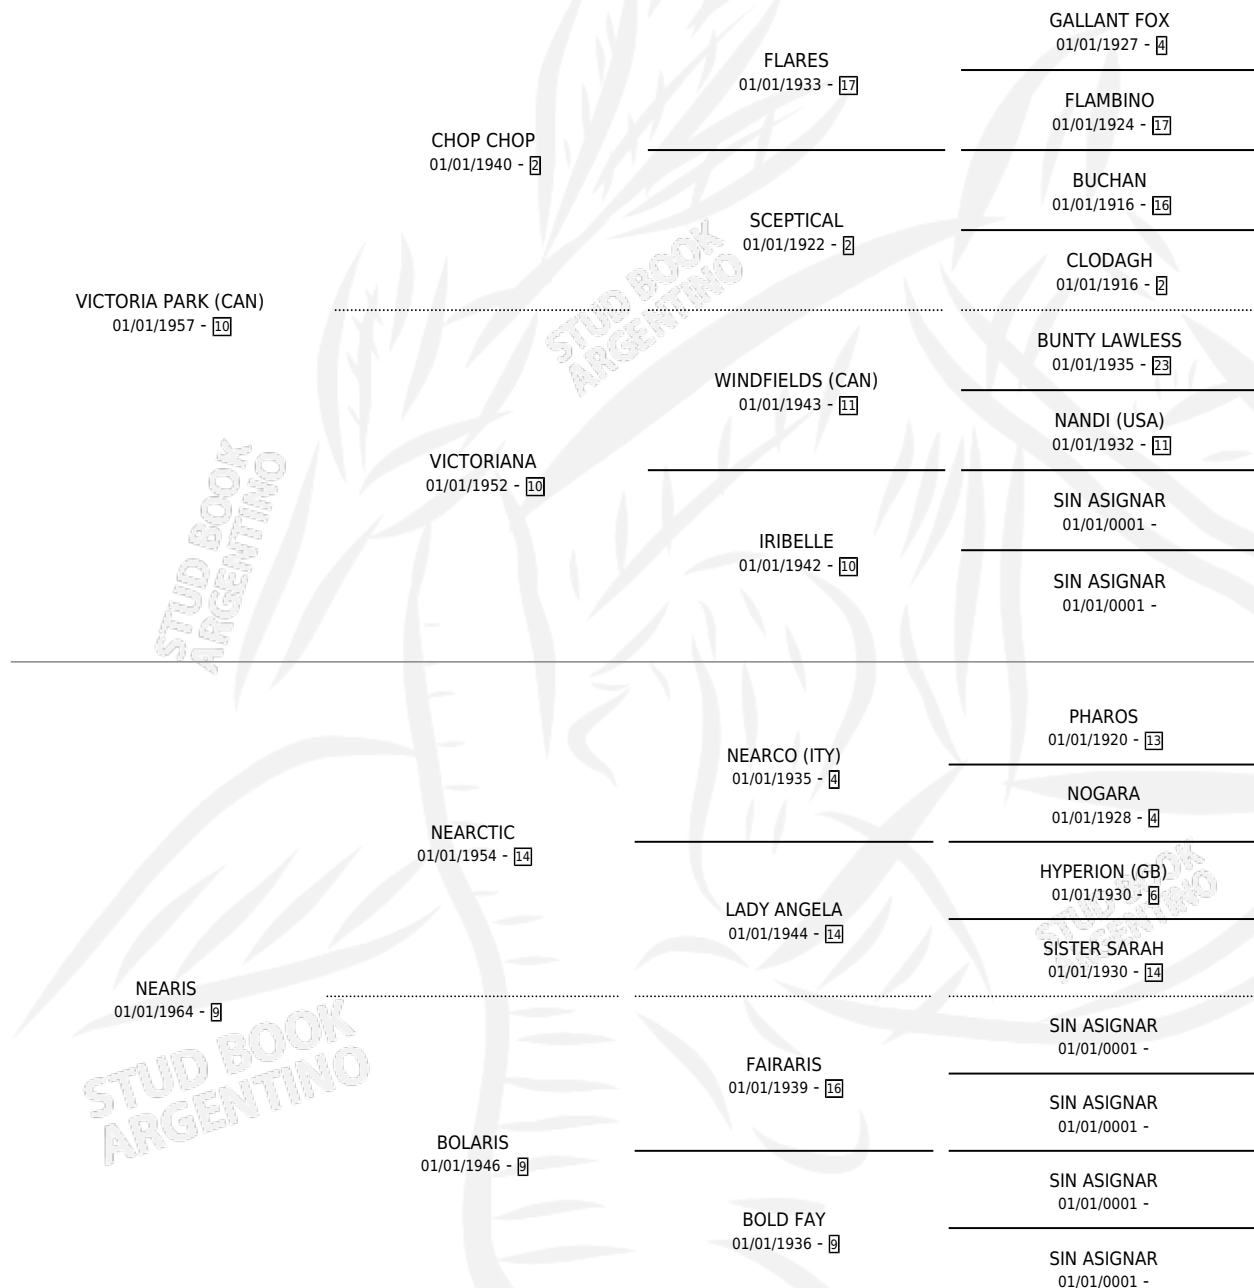 GALLANT FOX
01/01/1927 - 4
FLARES
01/01/1933 - 17
FLAMBINO
01/01/1924 - 17
CHOP CHOP
01/01/1940 - 2
BUCHAN
01/01/1916 - 16
SCEPTICAL
01/01/1922 - 2
CLODAGH
01/01/1916 - 2
VICTORIA PARK (CAN)
01/01/1957 - 10
BUNTY LAWLESS
01/01/1935 - 23
WINDFIELDS (CAN)
01/01/1943 - 11
NANDI (USA)
01/01/1932 - 11
VICTORIANA
01/01/1952 - 10
SIN ASIGNAR
01/01/0001 -
IRIBELLE
01/01/1942 - 10
SIN ASIGNAR
01/01/0001 -
PHAROS
01/01/1920 - 13
NEARCO (ITY)
01/01/1935 - 4
NOGARA
01/01/1928 - 4
NEARCTIC
01/01/1954 - 14
HYPERION (GB)
01/01/1930 - 6
LADY ANGELA
01/01/1944 - 14
SISTER SARAH
01/01/1930 - 14
NEARIS
01/01/1964 - 9
SIN ASIGNAR
01/01/0001 -
FAIRARIS
01/01/1939 - 16
SIN ASIGNAR
01/01/0001 -
BOLARIS
01/01/1946 - 9
SIN ASIGNAR
01/01/0001 -
BOLD FAY
01/01/1936 - 9
SIN ASIGNAR
01/01/0001 -
STUD BOOK
ARGENTINO
STUD BOOK
ARGENTINO
STUD BOOK
ARGENTINO
STUD BOOK
ARGENTINO